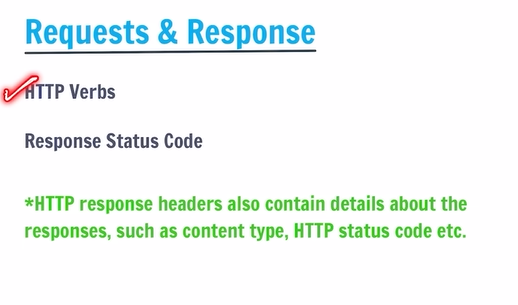 Requests & Response
HTTP Verbs
Response Status Code
*HTTP response headers also contain details about the
responses, such as content type, HTTP status code etc.